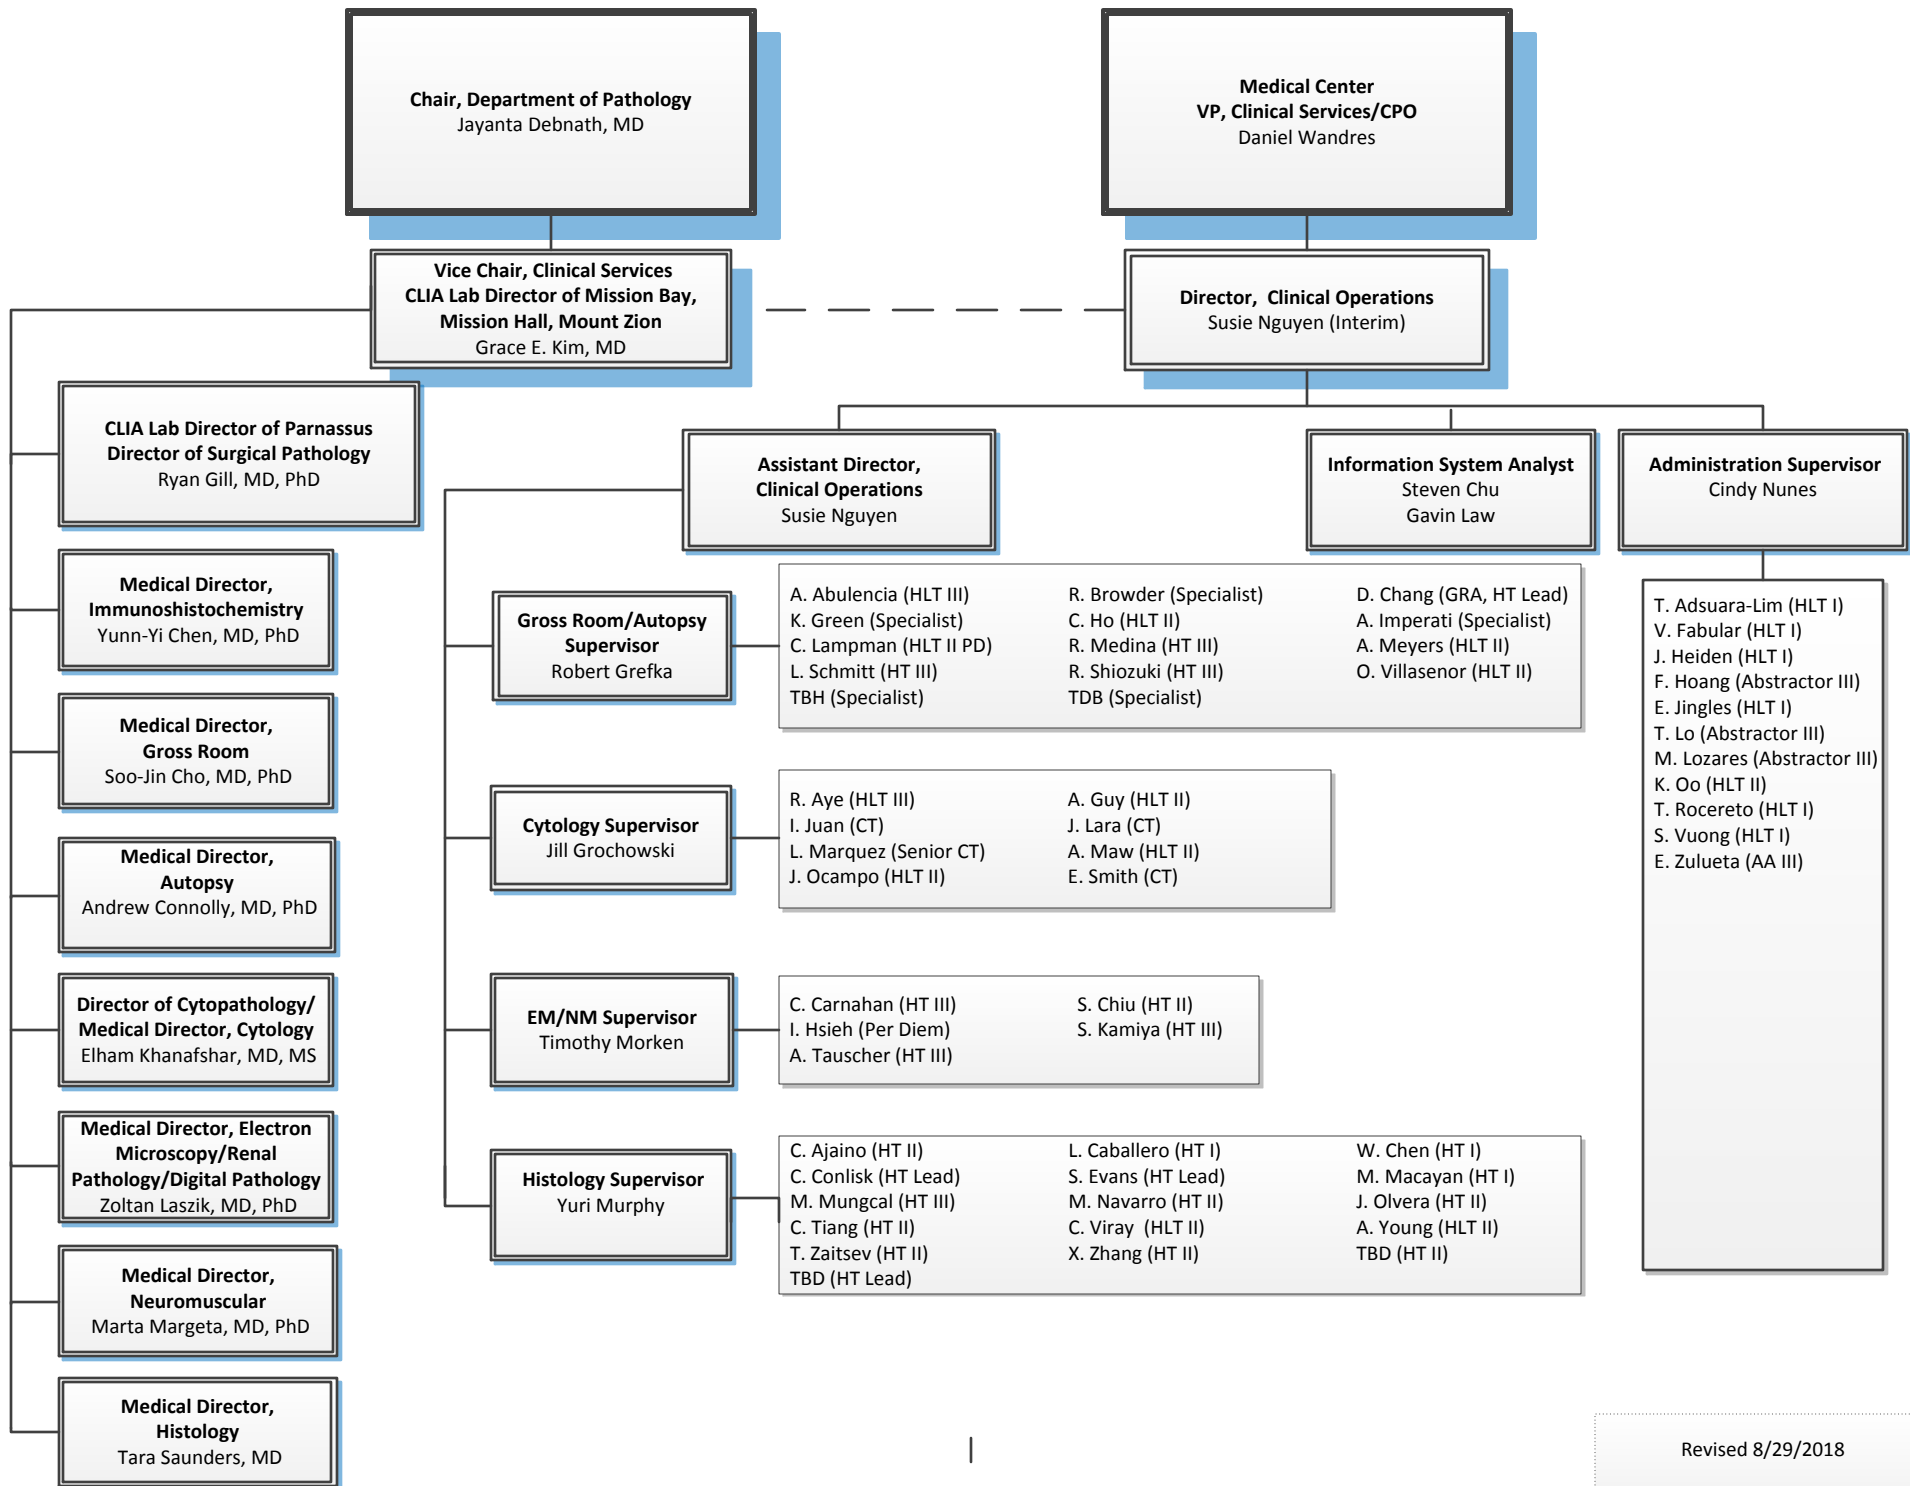 Chair, Department of Pathology
Jayanta Debnath, MD
Medical Center
VP, Clinical Services/CPO
Daniel Wandres
Vice Chair, Clinical Services
CLIA Lab Director of Mission Bay,
Mission Hall, Mount Zion
Grace E. Kim, MD
Director, Clinical Operations
Susie Nguyen (Interim)
CLIA Lab Director of Parnassus
Director of Surgical Pathology
Ryan Gill, MD, PhD
Medical Director,
Immunoshistochemistry
Yunn-Yi Chen, MD, PhD
Medical Director,
Gross Room
Soo-Jin Cho, MD, PhD
Medical Director,
Autopsy
Andrew Connolly, MD, PhD
Director of Cytopathology/
Medical Director, Cytology
Elham Khanafshar, MD, MS
Medical Director, Electron
Microscopy/Renal
Pathology/Digital Pathology
Zoltan Laszik, MD, PhD
Medical Director,
Neuromuscular
Marta Margeta, MD, PhD
Medical Director,
Histology
Tara Saunders, MD
Assistant Director,
Clinical Operations
Susie Nguyen
Information System Analyst
Steven Chu
Gavin Law
Administration Supervisor
Cindy Nunes
Gross Room/Autopsy
Supervisor
Robert Grefka
A. Abulencia (HLT III)
K. Green (Specialist)
C. Lampman (HLT II PD)
L. Schmitt (HT III)
TBH (Specialist)
R. Browder (Specialist)
C. Ho (HLT II)
R. Medina (HT III)
R. Shiozuki (HT III)
TDB (Specialist)
D. Chang (GRA, HT Lead)
A. Imperati (Specialist)
A. Meyers (HLT II)
O. Villasenor (HLT II)
Cytology Supervisor
Jill Grochowski
R. Aye (HLT III)
I. Juan (CT)
L. Marquez (Senior CT)
J. Ocampo (HLT II)
A. Guy (HLT II)
J. Lara (CT)
A. Maw (HLT II)
E. Smith (CT)
EM/NM Supervisor
Timothy Morken
C. Carnahan (HT III)
I. Hsieh (Per Diem)
A. Tauscher (HT III)
S. Chiu (HT II)
S. Kamiya (HT III)
Histology Supervisor
Yuri Murphy
C. Ajaino (HT II)
C. Conlisk (HT Lead)
M. Mungcal (HT III)
C. Tiang (HT II)
T. Zaitsev (HT II)
TBD (HT Lead)
L. Caballero (HT I)
S. Evans (HT Lead)
M. Navarro (HT II)
C. Viray (HLT II)
X. Zhang (HT II)
W. Chen (HT I)
M. Macayan (HT I)
J. Olvera (HT II)
A. Young (HLT II)
TBD (HT II)
T. Adsuara-Lim (HLT I)
V. Fabular (HLT I)
J. Heiden (HLT I)
F. Hoang (Abstractor III)
E. Jingles (HLT I)
T. Lo (Abstractor III)
M. Lozares (Abstractor III)
K. Oo (HLT II)
T. Rocereto (HLT I)
S. Vuong (HLT I)
E. Zulueta (AA III)
Revised 8/29/2018